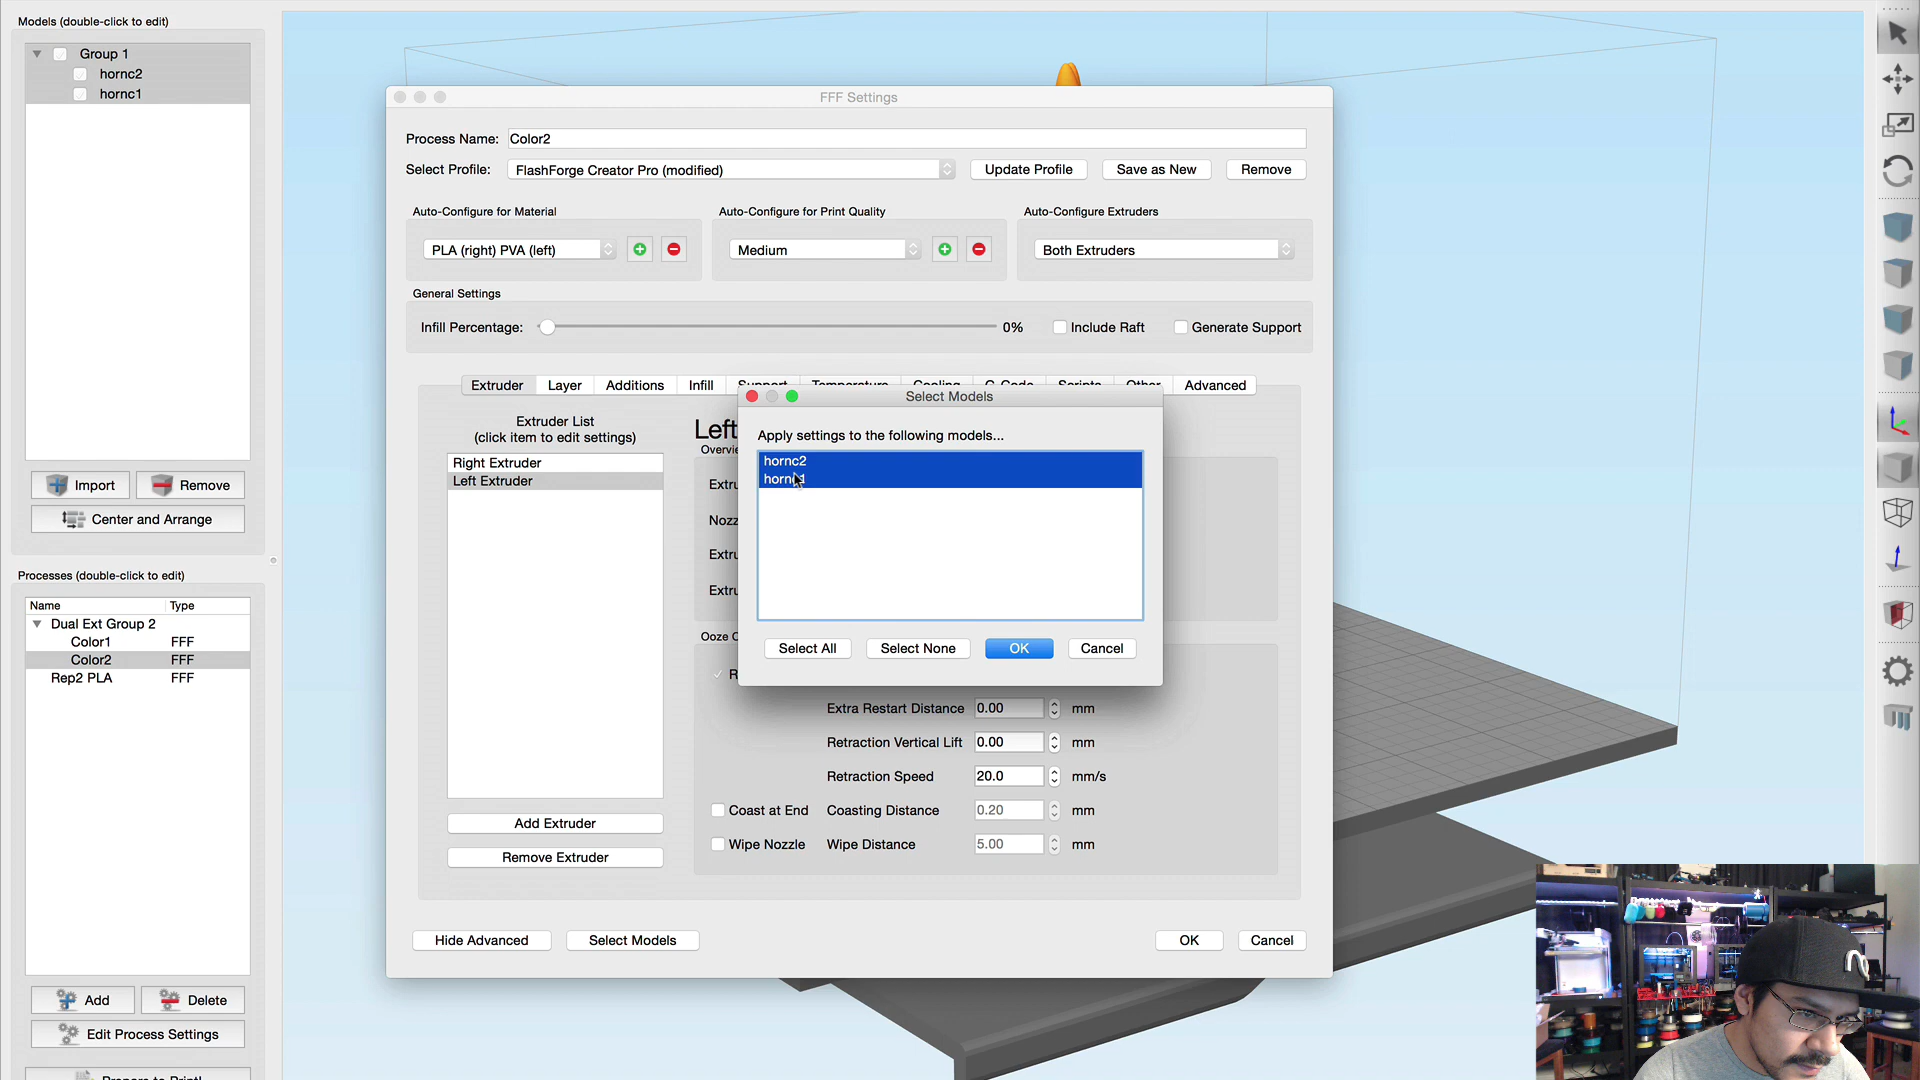 Models (double-click to edit)
Group 1
hornc2
hornc1
Import
Remove
Center and Arrange
Processes (double-click to edit)
Name Type
Dual Ext Group 2
Color1 FFF
Color2 FFF
Rep2 PLA FFF
Add
Delete
Edit Process Settings
FFF Settings
Process Name: Color2
Select Profile: FlashForge Creator Pro (modified)
Update Profile
Save as New
Remove
Auto-Configure for Material
PLA (right) PVA (left)
Auto-Configure for Print Quality
Medium
Auto-Configure Extruders
Both Extruders
General Settings
Infill Percentage: 0%
Include Raft
Generate Support
Extruder Layer Additions Infill Support Temperature Cooling G-Code Scripts Other Advanced
Extruder List
(click item to edit settings)
Right Extruder
Left Extruder
Add Extruder
Remove Extruder
Left
Select Models
Apply settings to the following models...
hornc2
hornc1
Select All
Select None
OK
Cancel
Extra Restart Distance 0.00 mm
Retraction Vertical Lift 0.00 mm
Retraction Speed 20.0 mm/s
Coast at End Coasting Distance 0.20 mm
Wipe Nozzle Wipe Distance 5.00 mm
Hide Advanced
Select Models
OK
Cancel